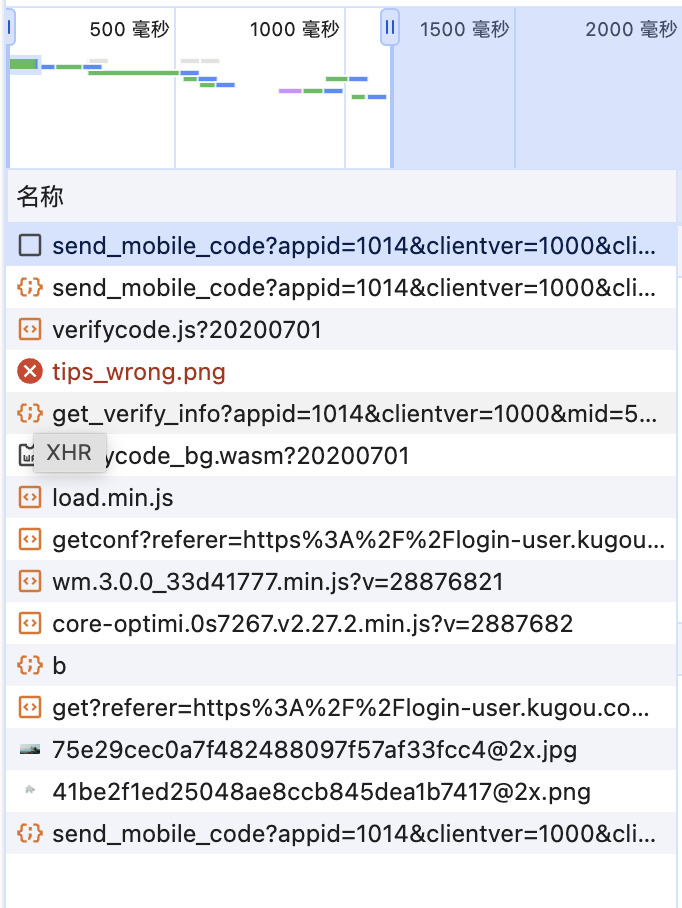 500 毫秒 1000 毫秒 1500 毫秒 2000 毫秒
名称
send_mobile_code?appid=1014&clientver=1000&cli...
send_mobile_code?appid=1014&clientver=1000&cli...
verifycode.js?20200701
tips_wrong.png
get_verify_info?appid=1014&clientver=1000&mid=5...
XHR
ycode_bg.wasm?20200701
load.min.js
getconf?referer=https%3A%2F%2Flogin-user.kugou...
wm.3.0.0_33d41777.min.js?v=28876821
core-optimi.0s7267.v2.27.2.min.js?v=2887682
b
get?referer=https%3A%2F%2Flogin-user.kugou.co...
75e29cec0a7f482488097f57af33fcc4@2x.jpg
41be2f1ed25048ae8ccb845dea1b7417@2x.png
send_mobile_code?appid=1014&clientver=1000&cli...